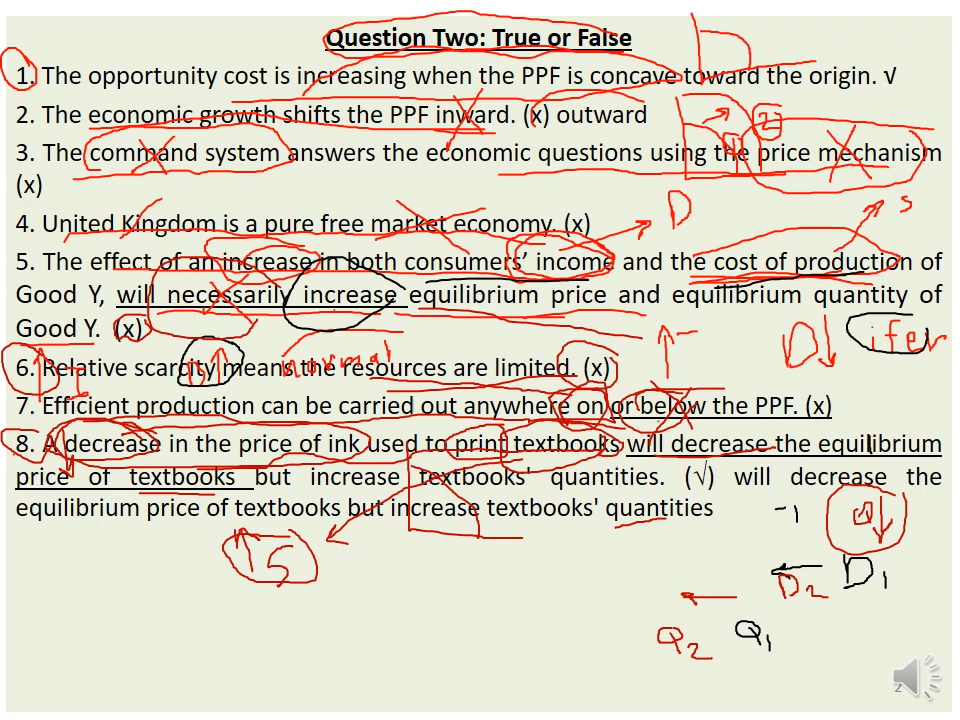 Question Two: True or False
1. The opportunity cost is increasing when the PPF is concave toward the origin. √
2. The economic growth shifts the PPF inward. (x) outward
2
1
3. The command system answers the economic questions using the price mechanism
(x)
D
s
4. United Kingdom is a pure free market economy. (x)
5. The effect of an increase in both consumers' income and the cost of production of
Good Y, will necessarily increase equilibrium price and equilibrium quantity of
Good Y. (x)
D
I
D
normal
6. Relative scarcity means the resources are limited. (x)
7. Efficient production can be carried out anywhere on or below the PPF. (x)
8. A decrease in the price of ink used to print textbooks will decrease the equilibrium
price of textbooks but increase textbooks' quantities. (√) will decrease the
equilibrium price of textbooks but increase textbooks' quantities
S
D2 D1
Q2 Q1
2